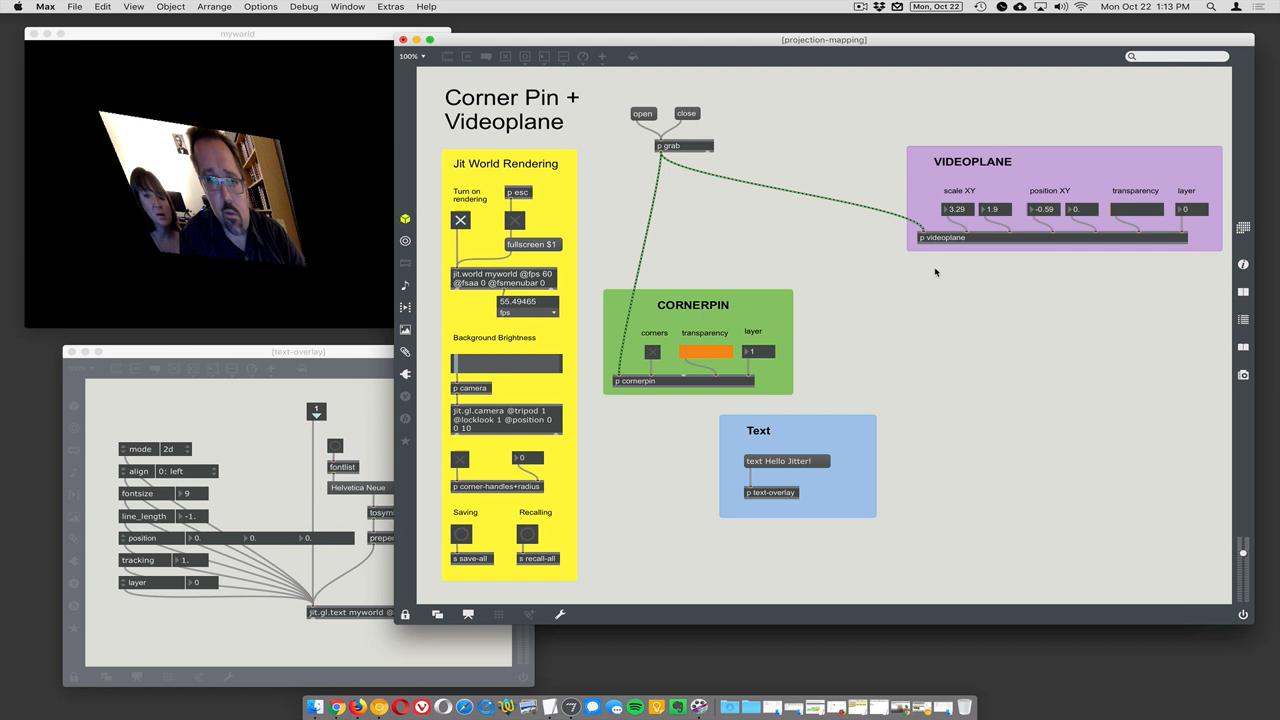 Max File Edit View Object Arrange Options Debug Window Extras Help
Mon, Oct 22
Mon Oct 22 1:13 PM
myworld
[projection-mapping]
100%
Corner Pin +
Videoplane
open
close
p grab
Jit World Rendering
Turn on
rendering
p esc
fullscreen $1
jit.world myworld @fps 60
@fsaa 0 @fsmenubar 0
55.49465
fps
Background Brightness
p camera
jit.gl.camera @tripod 1
@locklook 1 @position 0
0 10
0
p corner-handles+radius
Saving
Recalling
s save-all
s recall-all
VIDEOPLANE
scale XY
position XY
transparency
layer
3.29
1.9
-0.59
0.
0
p videoplane
CORNERPIN
corners
transparency
layer
1
p cornerpin
Text
text Hello Jitter!
p text-overlay
[text-overlay]
1
mode 2d
align 0: left
fontsize 9
line_length -1.
position 0. 0. 0.
tracking 1.
layer 0
fontlist
Helvetica Neue
tosym
prepen
jit.gl.text myworld @